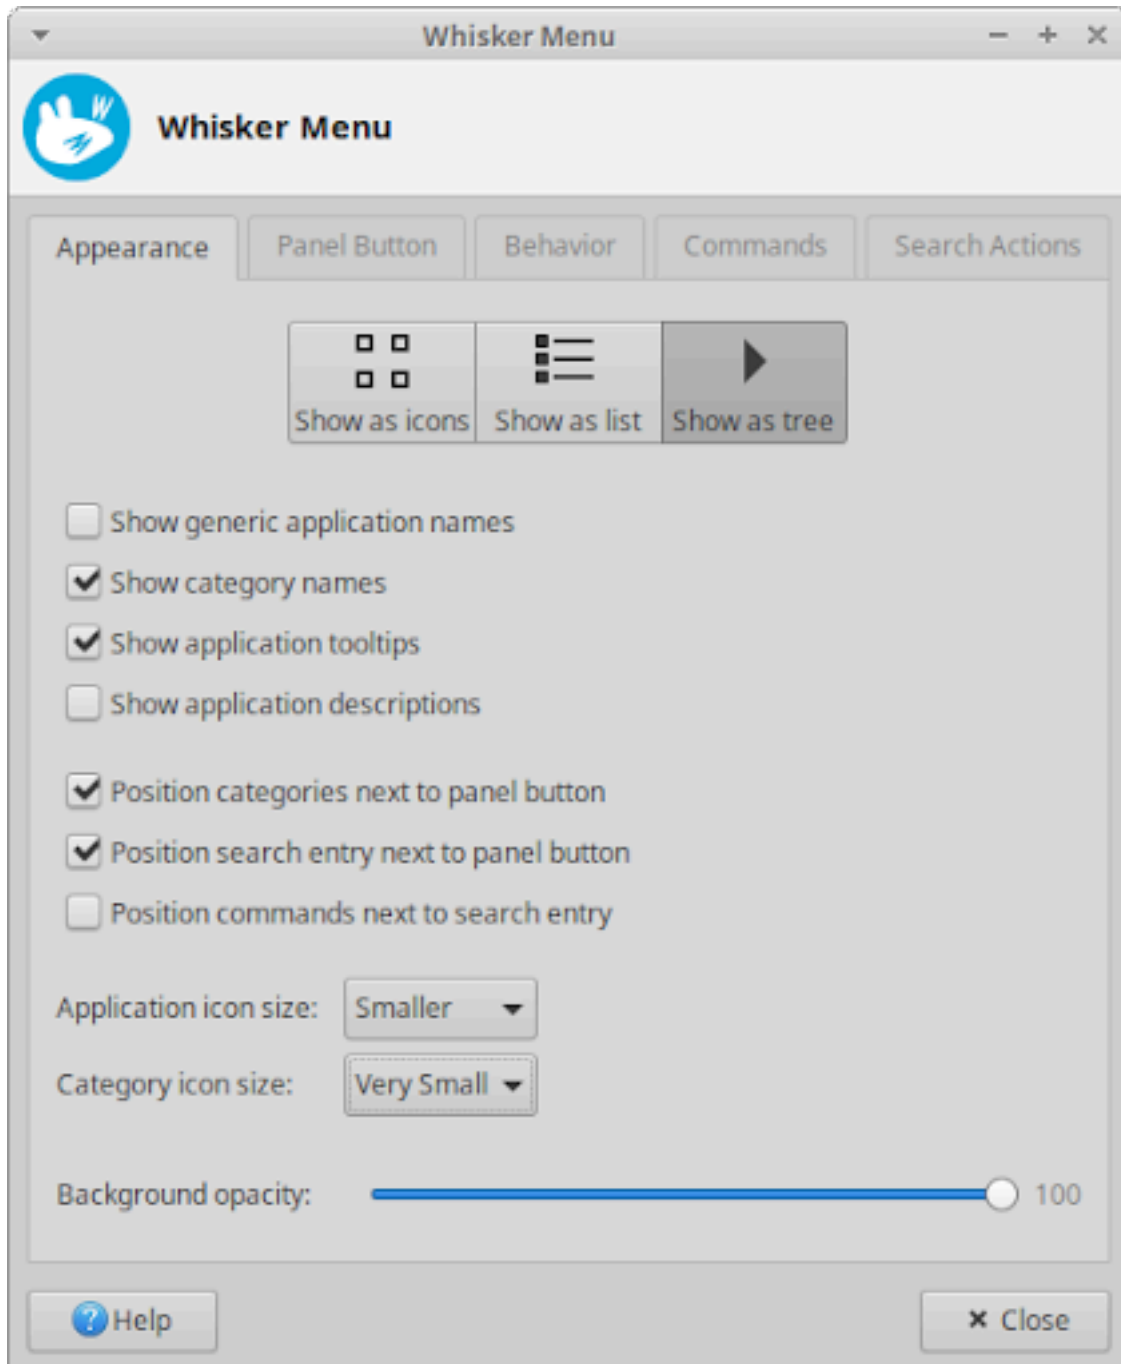 Whisker Menu
Whisker Menu
Appearance Panel Button Behavior Commands Search Actions
Show as icons Show as list Show as tree
Show generic application names
Show category names
Show application tooltips
Show application descriptions
Position categories next to panel button
Position search entry next to panel button
Position commands next to search entry
Application icon size: Smaller
Category icon size: Very Small
Background opacity: 100
Help Close